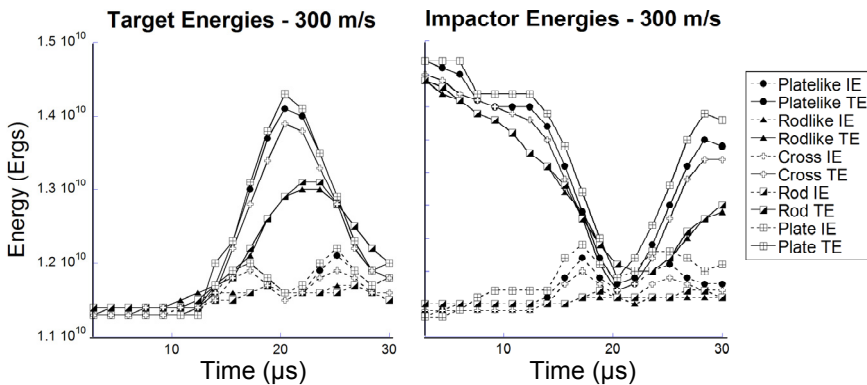 Target Energies - 300 m/s
Impactor Energies - 300 m/s
1.5 10¹⁰
1.4 10¹⁰
1.3 10¹⁰
1.2 10¹⁰
1.1 10¹⁰
Energy (Ergs)
10
20
30
Time (µs)
10
20
30
Time (µs)
Platelike IE
Platelike TE
Rodlike IE
Rodlike TE
Cross IE
Cross TE
Rod IE
Rod TE
Plate IE
Plate TE